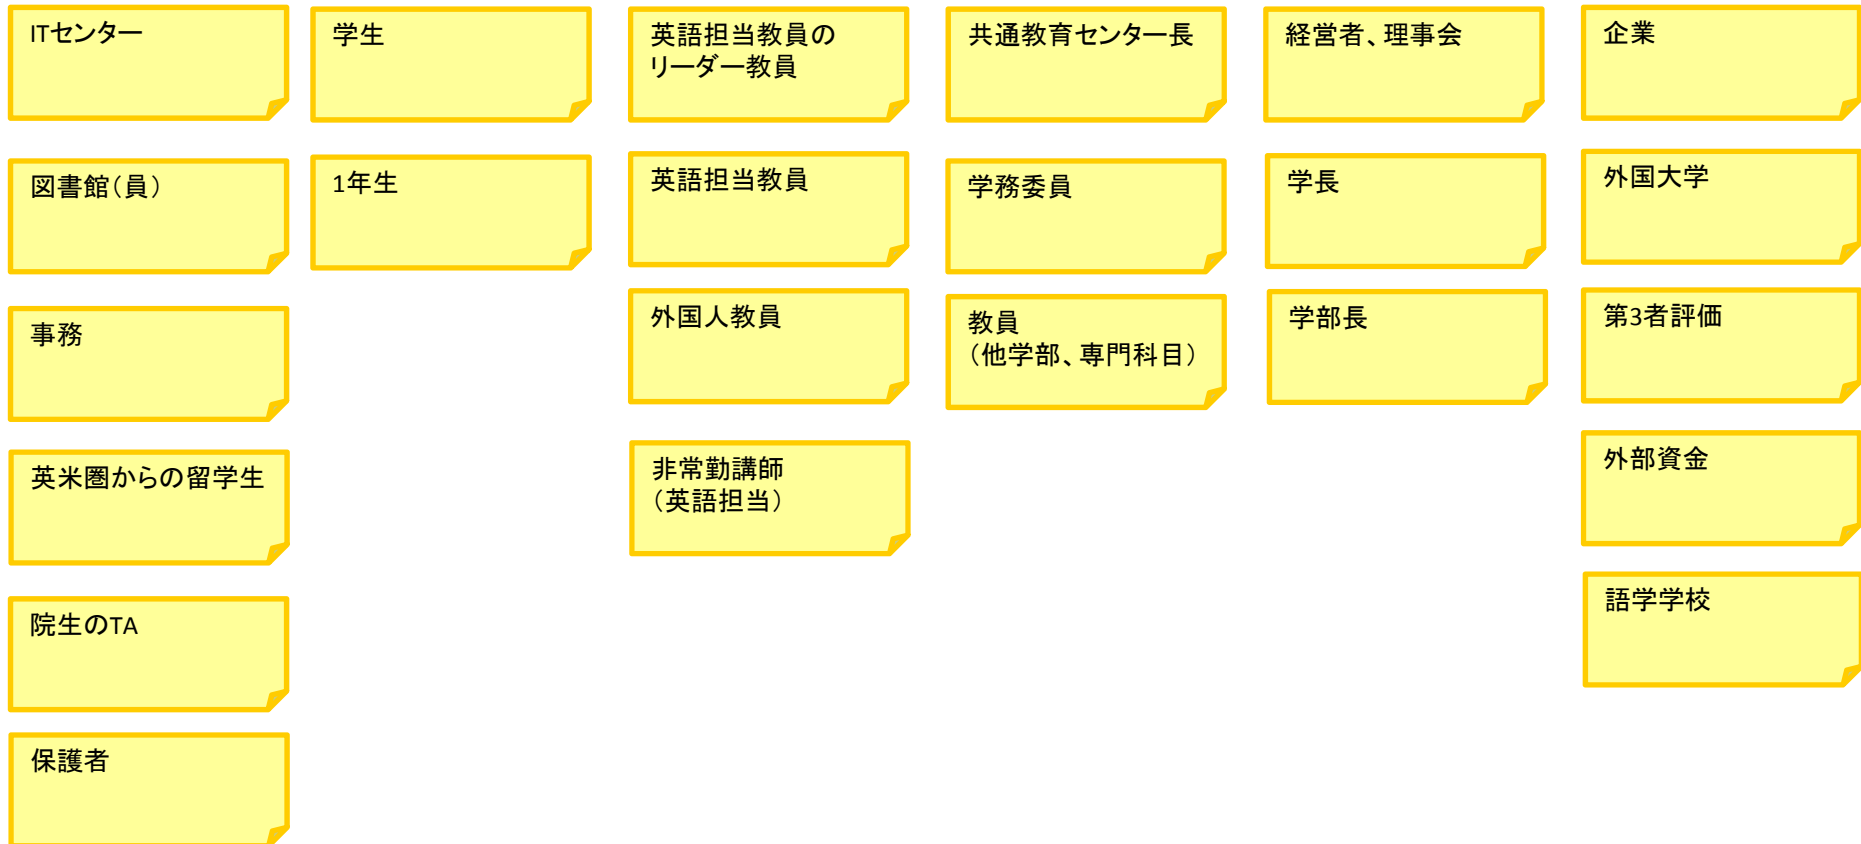 ITセンター
図書館（員）
事務
英米圏からの留学生
院生のTA
保護者
学生
1年生
英語担当教員の
リーダー教員
英語担当教員
外国人教員
非常勤講師
（英語担当）
共通教育センター長
学務委員
教員
（他学部、専門科目）
経営者、理事会
学長
学部長
企業
外国大学
第3者評価
外部資金
語学学校